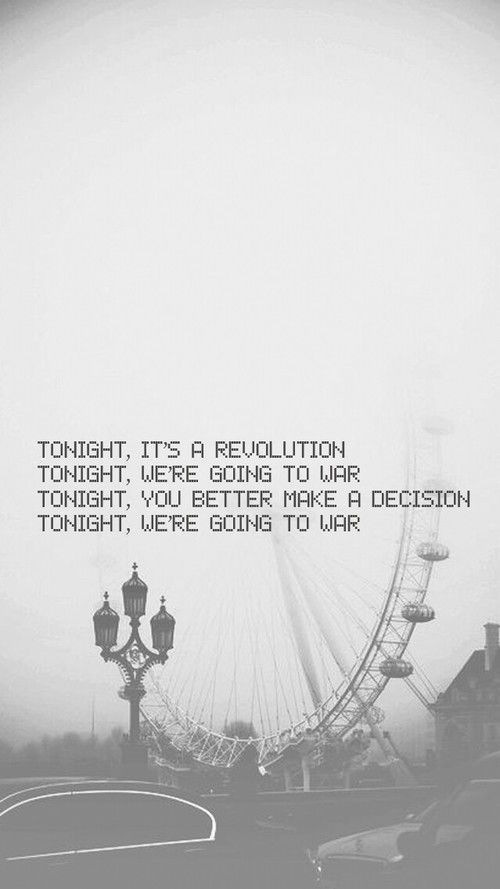 TONIGHT, IT'S A REVOLUTION
TONIGHT, WE'RE GOING TO WAR
TONIGHT, YOU BETTER MAKE A DECISION
TONIGHT, WE'RE GOING TO WAR